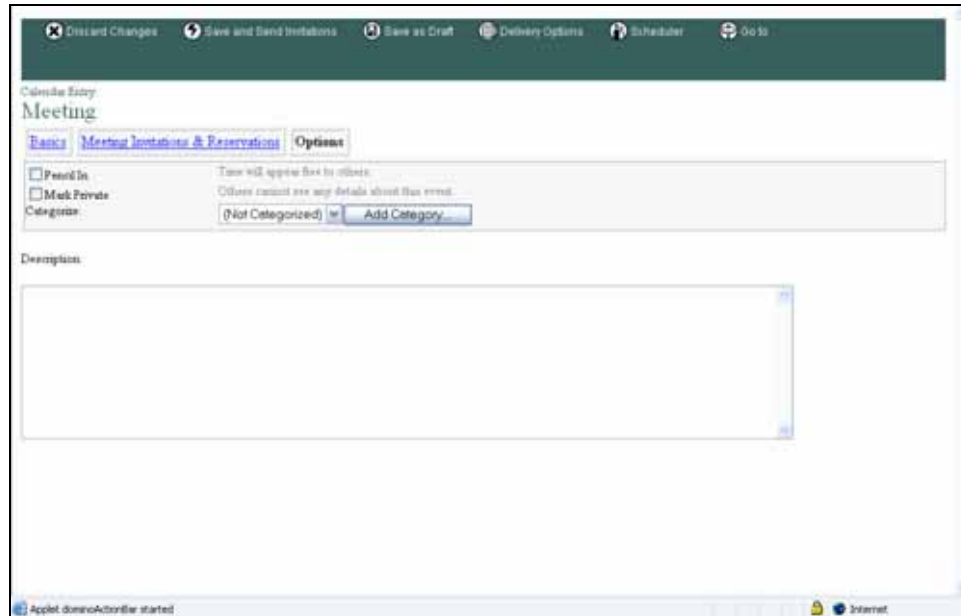 Discard Changes Save and Send Invitations Save as Draft Delivery Options Scheduler Go to
Calendar Entry
Meeting
Basics Meeting Invitations & Reservations Options
Pencil In Time will appear free to others.
Mark Private Others cannot see any details about this event.
Categorize: (Not Categorized) Add Category...
Description:
Applet dominoActionBar started Internet